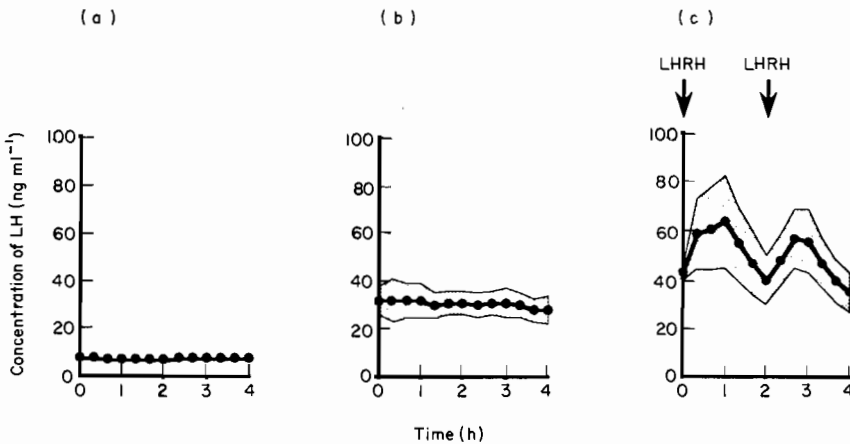 (a) (b) (c)
LHRH LHRH
Concentration of LH (ng ml⁻¹)
100 100 100
80 80 80
60 60 60
40 40 40
20 20 20
0 0 0
0 1 2 3 4 0 1 2 3 4 0 1 2 3 4
Time (h)